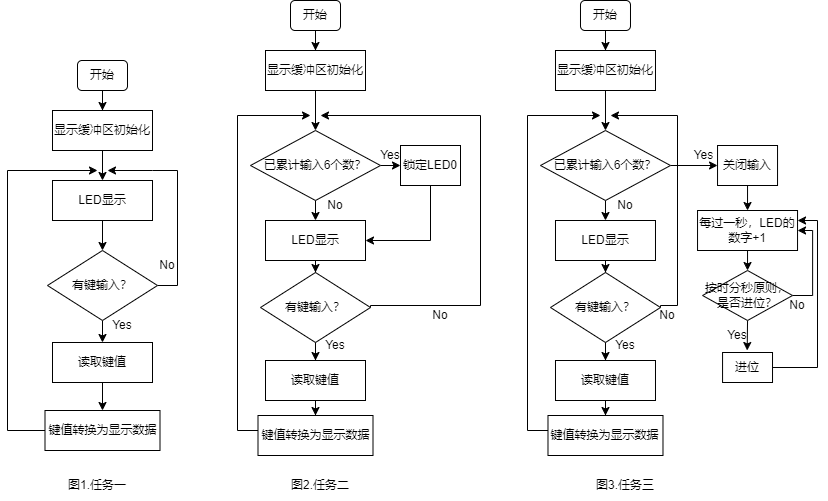 开始
显示缓冲区初始化
LED显示
有键输入？
No
Yes
读取键值
键值转换为显示数据
图1.任务一
开始
显示缓冲区初始化
已累计输入6个数？
Yes
锁定LED0
No
LED显示
有键输入？
No
Yes
读取键值
键值转换为显示数据
图2.任务二
开始
显示缓冲区初始化
已累计输入6个数？
Yes
关闭输入
No
LED显示
有键输入？
No
Yes
读取键值
键值转换为显示数据
每过一秒，LED的
数字+1
按时分秒原则，
是否进位？
No
Yes
进位
图3.任务三